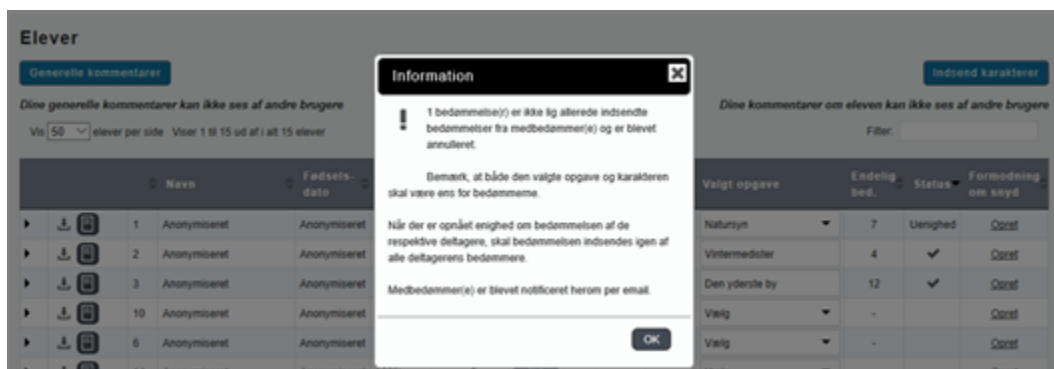 Elever
Generelle kommentarer
Indsend karakterer
Dine generelle kommentarer kan ikke ses af andre brugere
Dine kommentarer om eleven kan ikke ses af andre brugere
Vis 50 elever per side Viser 1 til 15 ud af i alt 15 elever
Filter:
Navn Fødsels-dato Valgt opgave Endelig bed. Status Formodning om snyd
1 Anonymiseret Anonymiseret Natursyn 7 Uenighed Opret
2 Anonymiseret Anonymiseret Vintermedister 4 ✓ Opret
3 Anonymiseret Anonymiseret Den yderste by 12 ✓ Opret
10 Anonymiseret Anonymiseret Vælg - Opret
6 Anonymiseret Anonymiseret Vælg - Opret
Information
1 bedømmelse(r) er ikke lig allerede indsendte
bedømmelser fra medbedømmer(e) og er blevet
annulleret.
Bemærk, at både den valgte opgave og karakteren
skal være ens for bedømmerne.
Når der er opnået enighed om bedømmelsen af de
respektive deltagere, skal bedømmelsen indsendes igen af
alle deltagerens bedømmere.
Medbedømmer(e) er blevet notificeret herom per email.
OK